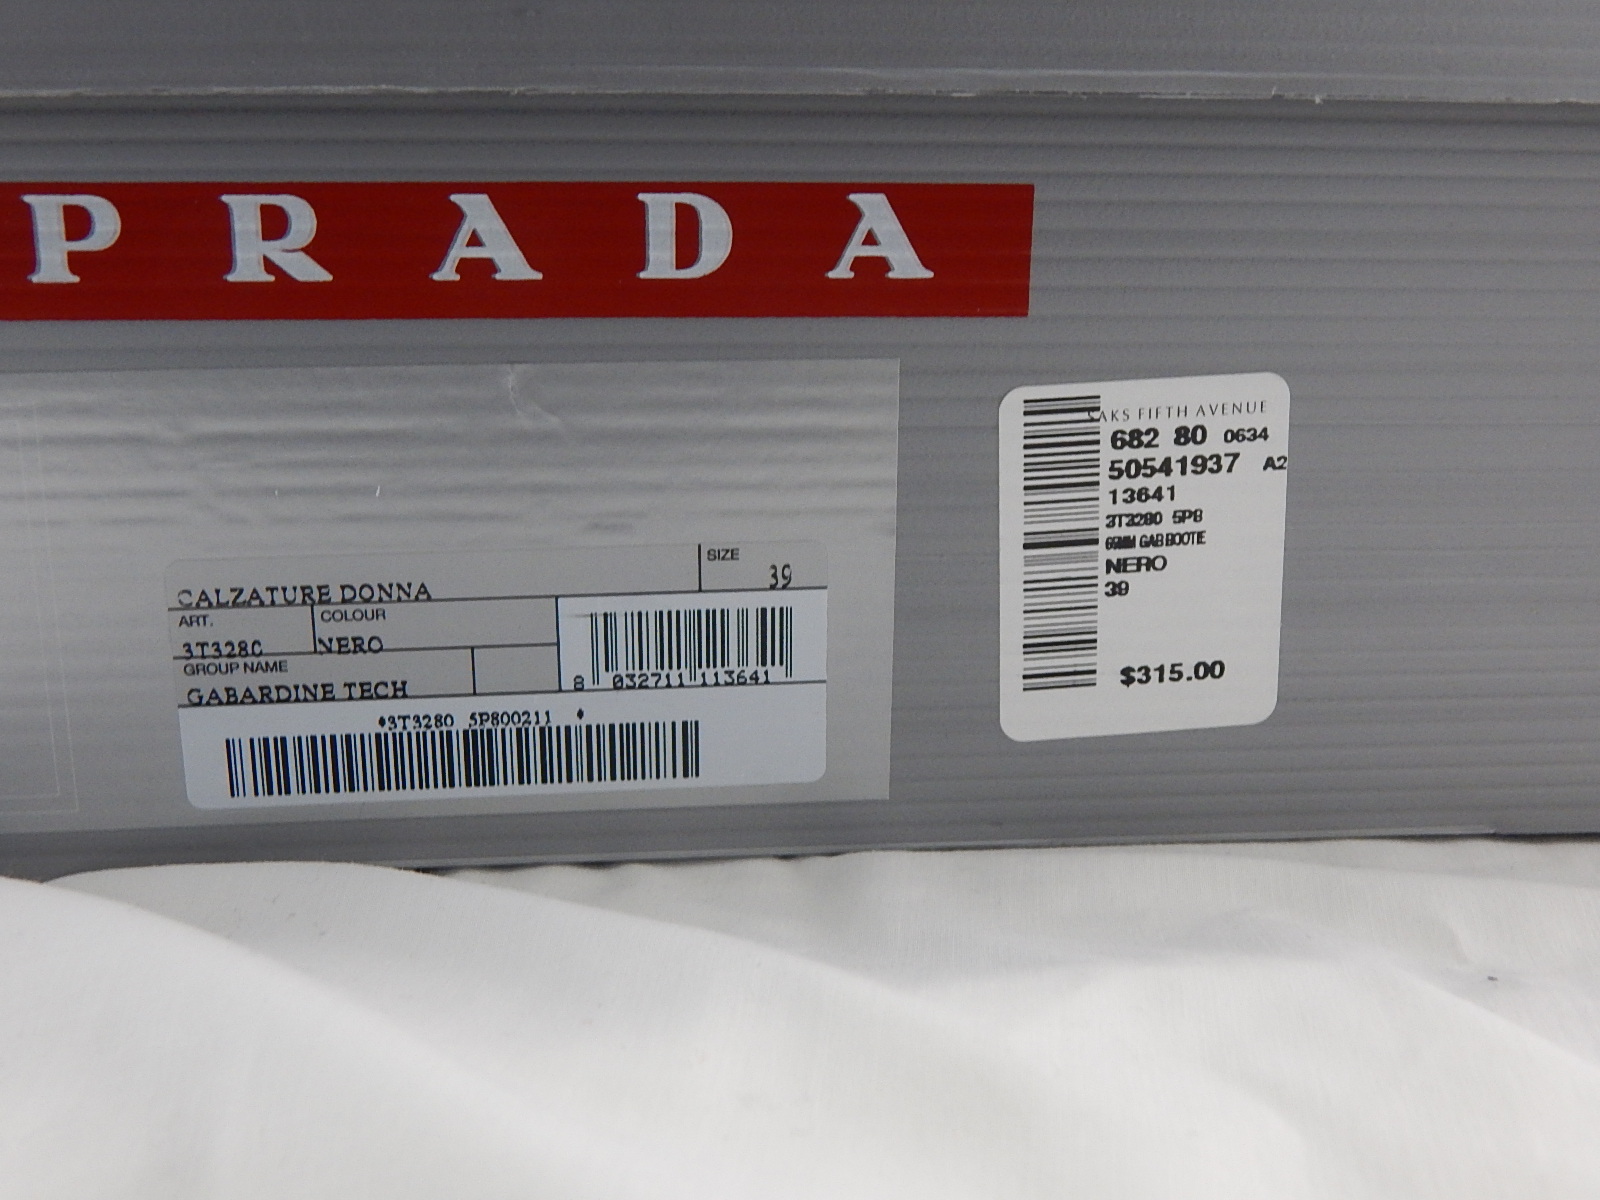 PRADA
CALZATURE DONNA
SIZE
39
ART.
3T3280
COLOUR
NERO
GROUP NAME
GABARDINE TECH
8 032711 113641
*3T3280 5P800211 *
SAKS FIFTH AVENUE
682 80 0634
50541937 A2
13641
3T3280 5P8
65MM GAB BOOTIE
NERO
39
$315.00